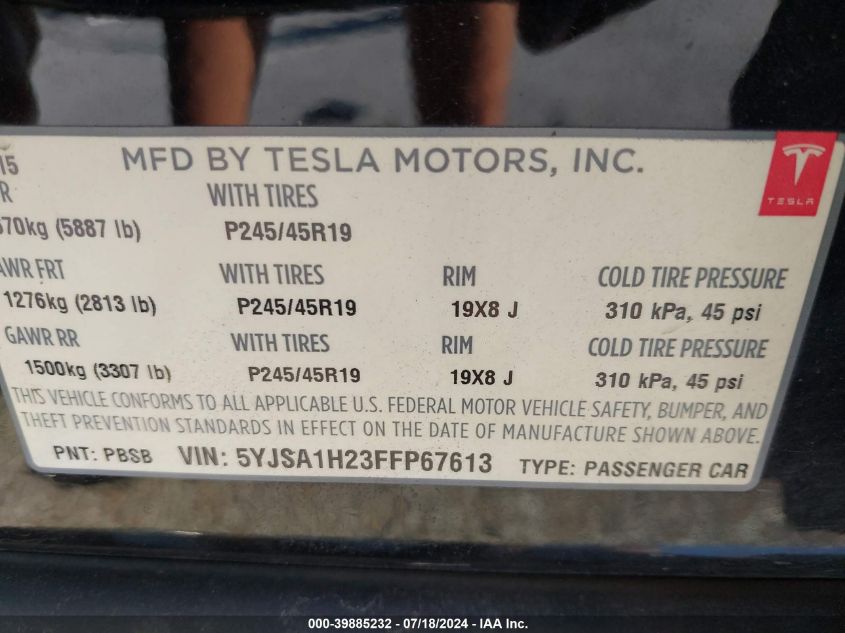 15 MFD BY TESLA MOTORS, INC.
TESLA
R WITH TIRES
570kg (5887 lb) P245/45R19
AWR FRT WITH TIRES RIM COLD TIRE PRESSURE
1276kg (2813 lb) P245/45R19 19X8 J 310 kPa, 45 psi
GAWR RR WITH TIRES RIM COLD TIRE PRESSURE
1500kg (3307 lb) P245/45R19 19X8 J 310 kPa, 45 psi
THIS VEHICLE CONFORMS TO ALL APPLICABLE U.S. FEDERAL MOTOR VEHICLE SAFETY, BUMPER, AND
THEFT PREVENTION STANDARDS IN EFFECT ON THE DATE OF MANUFACTURE SHOWN ABOVE.
PNT: PBSB VIN: 5YJSA1H23FFP67613 TYPE: PASSENGER CAR
000-39885232 - 07/18/2024 - IAA Inc.